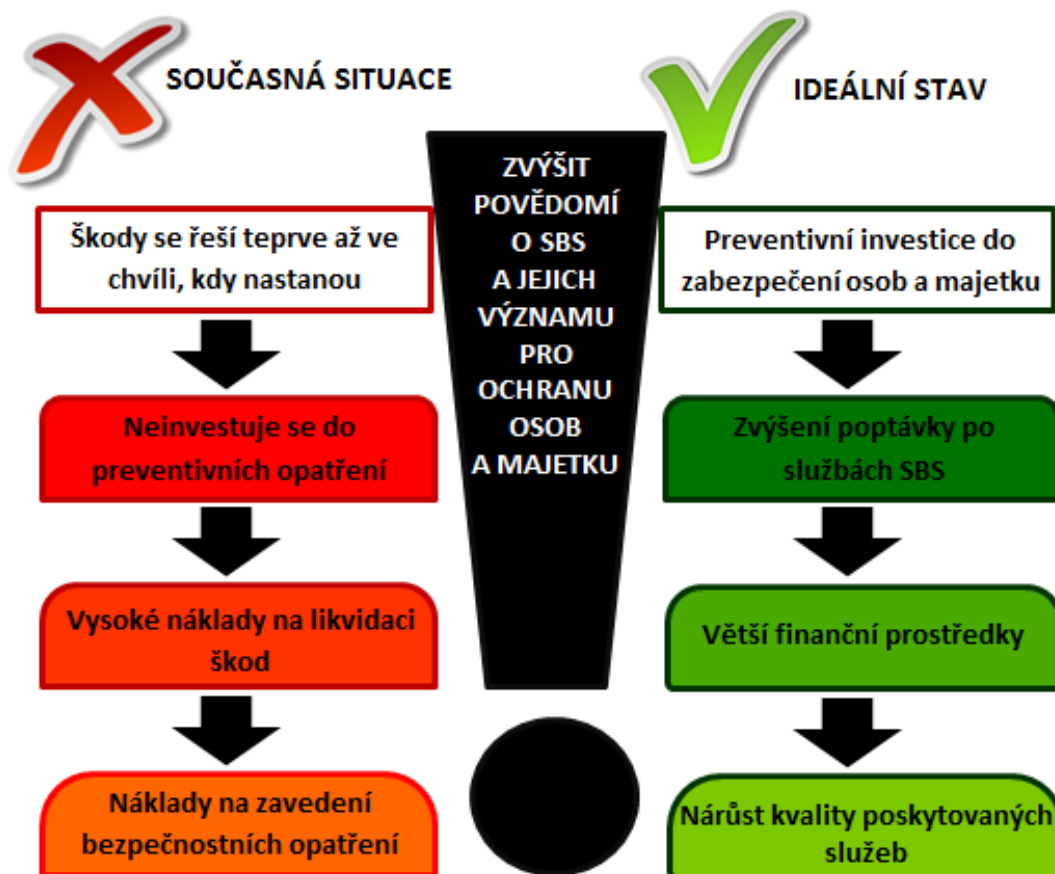 SOUČASNÁ SITUACE
Škody se řeší teprve až ve
chvíli, kdy nastanou
Neinvestuje se do
preventivních opatření
Vysoké náklady na likvidaci
škod
Náklady na zavedení
bezpečnostních opatření
ZVÝŠIT
POVĚDOMÍ
O SBS
A JEJICH
VÝZNAMU
PRO
OCHRANU
OSOB
A MAJETKU
IDEÁLNÍ STAV
Preventivní investice do
zabezpečení osob a majetku
Zvýšení poptávky po
službách SBS
Větší finanční prostředky
Nárůst kvality poskytovaných
služeb